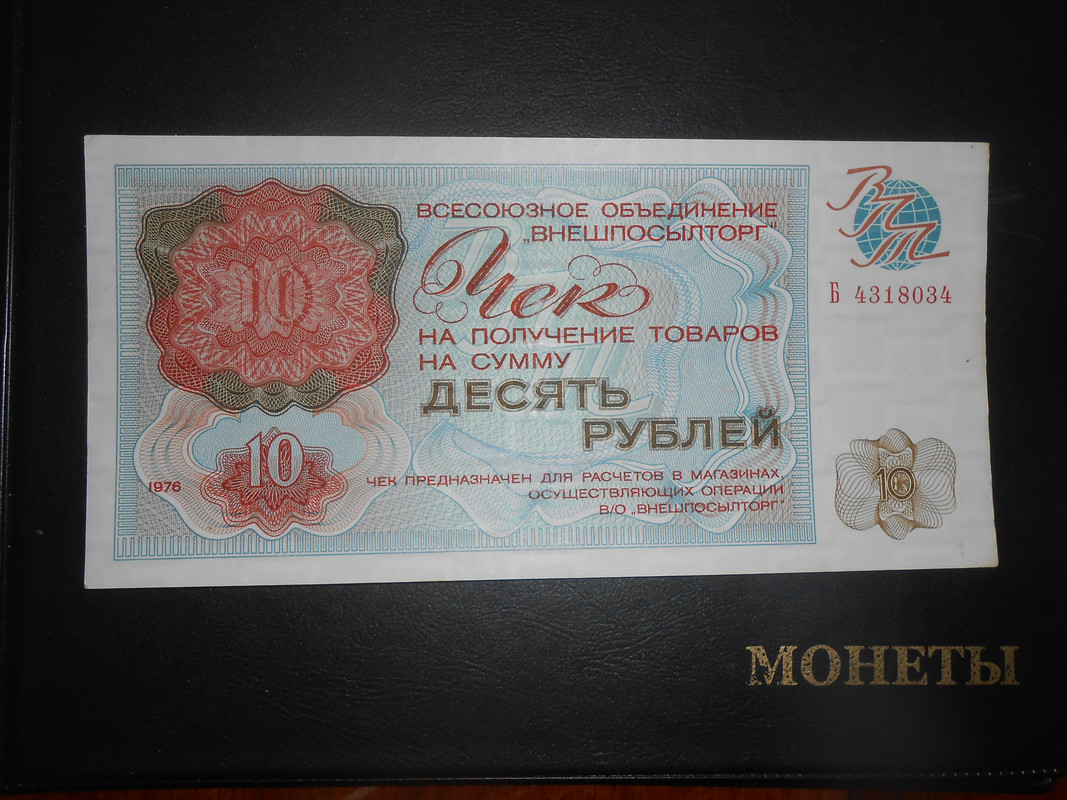 10
ВСЕСОЮЗНОЕ ОБЪЕДИНЕНИЕ
„ВНЕШПОСЫЛТОРГ"
Чек
НА ПОЛУЧЕНИЕ ТОВАРОВ
НА СУММУ
ДЕСЯТЬ
РУБЛЕЙ
ЧЕК ПРЕДНАЗНАЧЕН ДЛЯ РАСЧЕТОВ В МАГАЗИНАХ,
ОСУЩЕСТВЛЯЮЩИХ ОПЕРАЦИИ
В/О „ВНЕШПОСЫЛТОРГ"
10
1976
ВПТ
Б 4318034
10
МОНЕТЫ